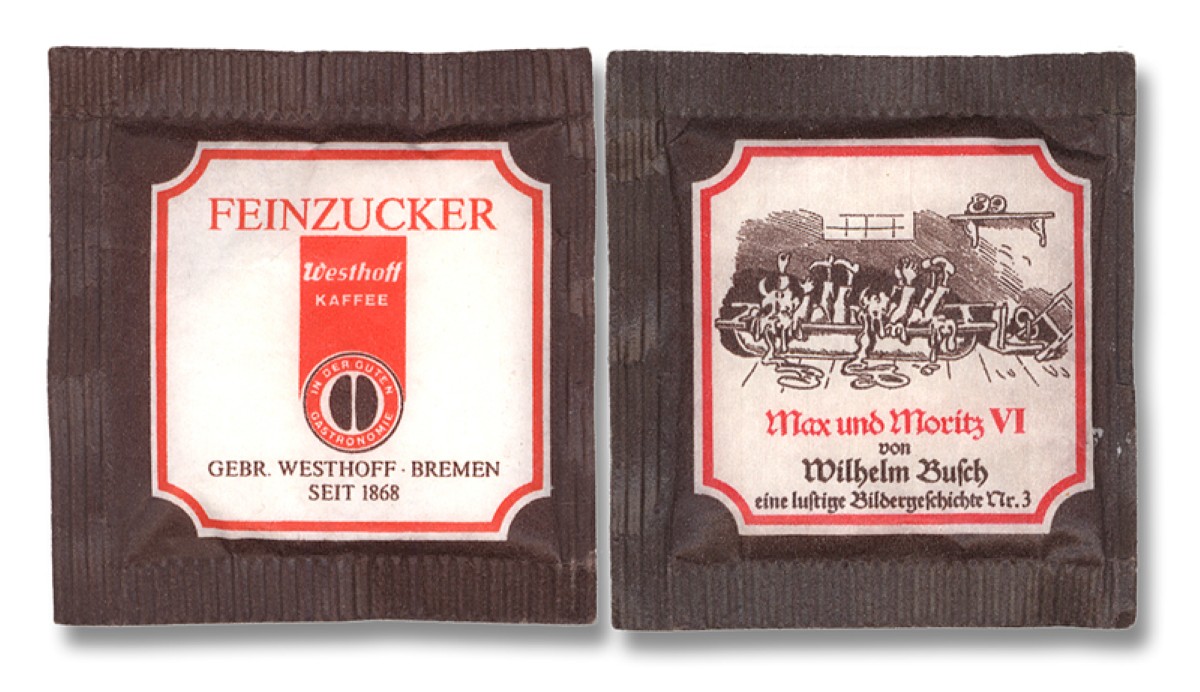 FEINZUCKER
Westhoff
KAFFEE
IN DER GUTEN
GASTRONOMIE
GEBR. WESTHOFF · BREMEN
SEIT 1868
Max und Moritz VI
von
Wilhelm Buſch
eine luſtige Bildergeſchichte Nr. 3